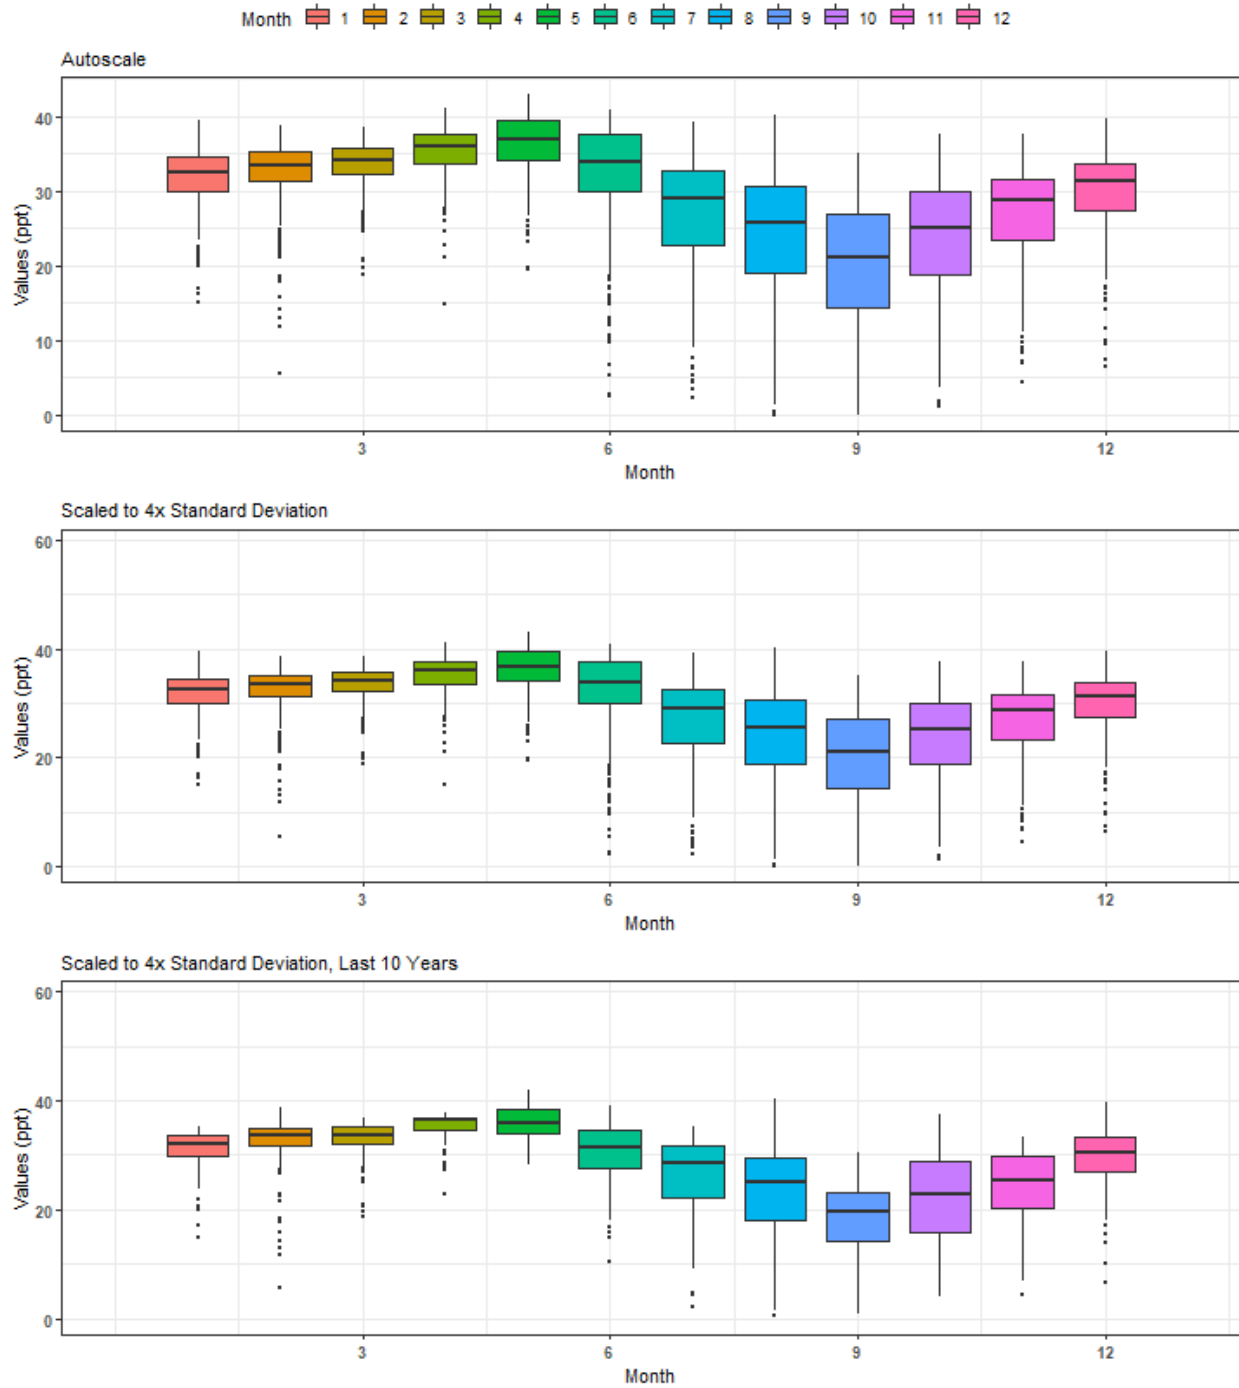 Month 1 2 3 4 5 6 7 8 9 10 11 12
Autoscale
Values (ppt)
40
30
20
10
0
3 6 9 12
Month
Scaled to 4x Standard Deviation
Values (ppt)
60
40
20
0
3 6 9 12
Month
Scaled to 4x Standard Deviation, Last 10 Years
Values (ppt)
60
40
20
0
3 6 9 12
Month